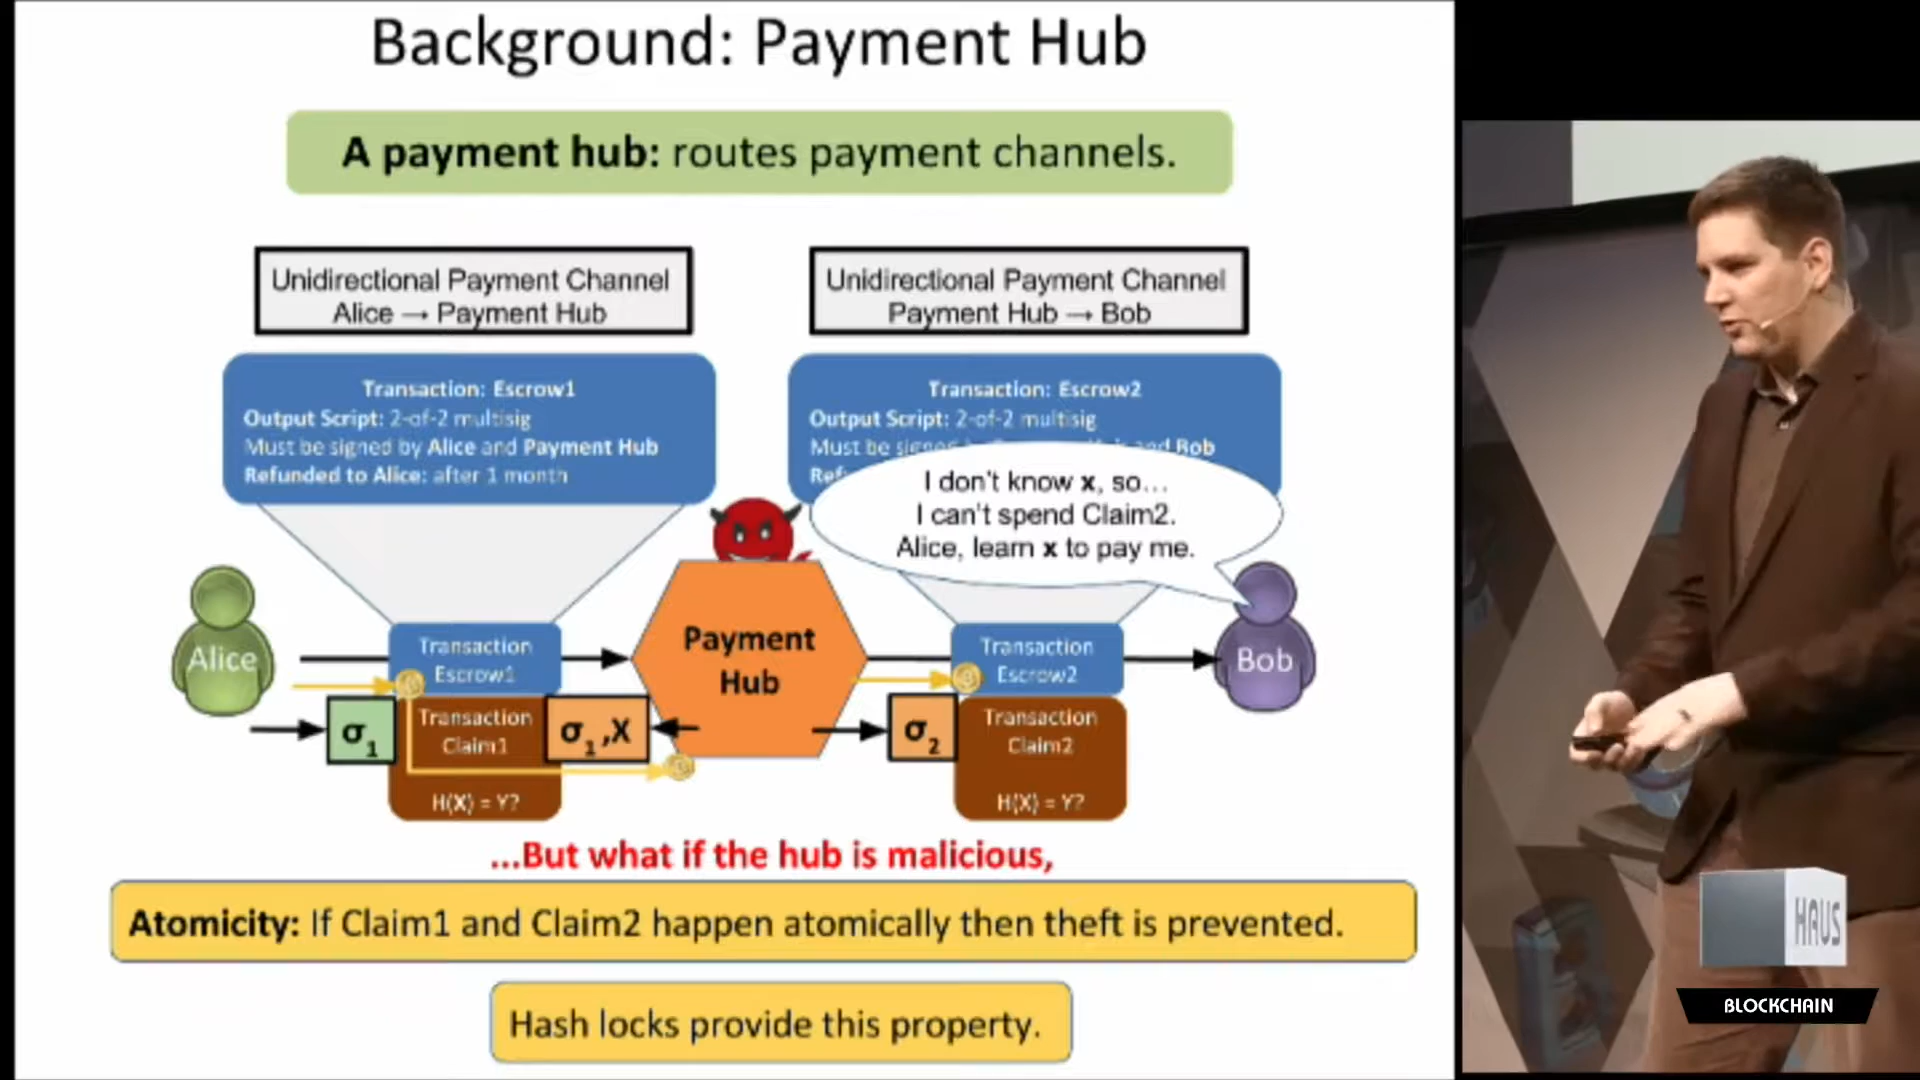 Background: Payment Hub
A payment hub: routes payment channels.
Unidirectional Payment Channel
Alice → Payment Hub
Unidirectional Payment Channel
Payment Hub → Bob
Transaction: Escrow1
Output Script: 2-of-2 multisig
Must be signed by Alice and Payment Hub
Refunded to Alice: after 1 month
Transaction: Escrow2
Output Script: 2-of-2 multisig
Must be signed and Bob
I don't know x, so...
I can't spend Claim2.
Alice, learn x to pay me.
Alice
Transaction
Escrow1
Payment
Hub
Transaction
Escrow2
Bob
σ1
Transaction
Claim1
H(X) = Y?
σ1,X
σ2
Transaction
Claim2
H(X) = Y?
...But what if the hub is malicious,
Atomicity: If Claim1 and Claim2 happen atomically then theft is prevented.
Hash locks provide this property.
HAUS
BLOCKCHAIN